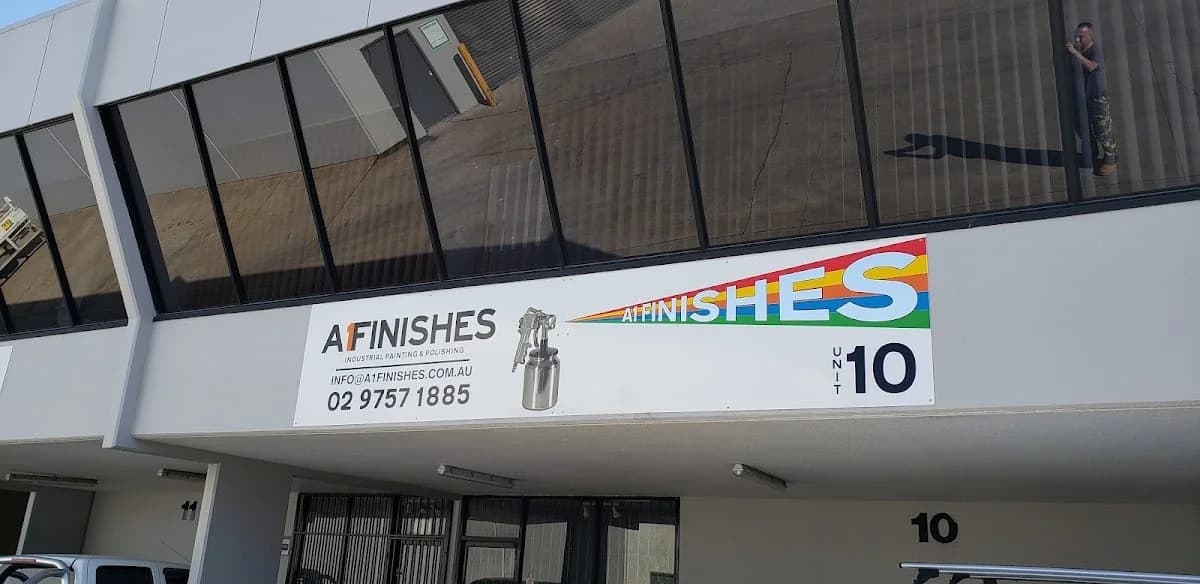 A1FINISHES
INDUSTRIAL PAINTING & POLISHING
INFO@A1FINISHES.COM.AU
02 9757 1885
A1FINISHES
UNIT
10
11
10